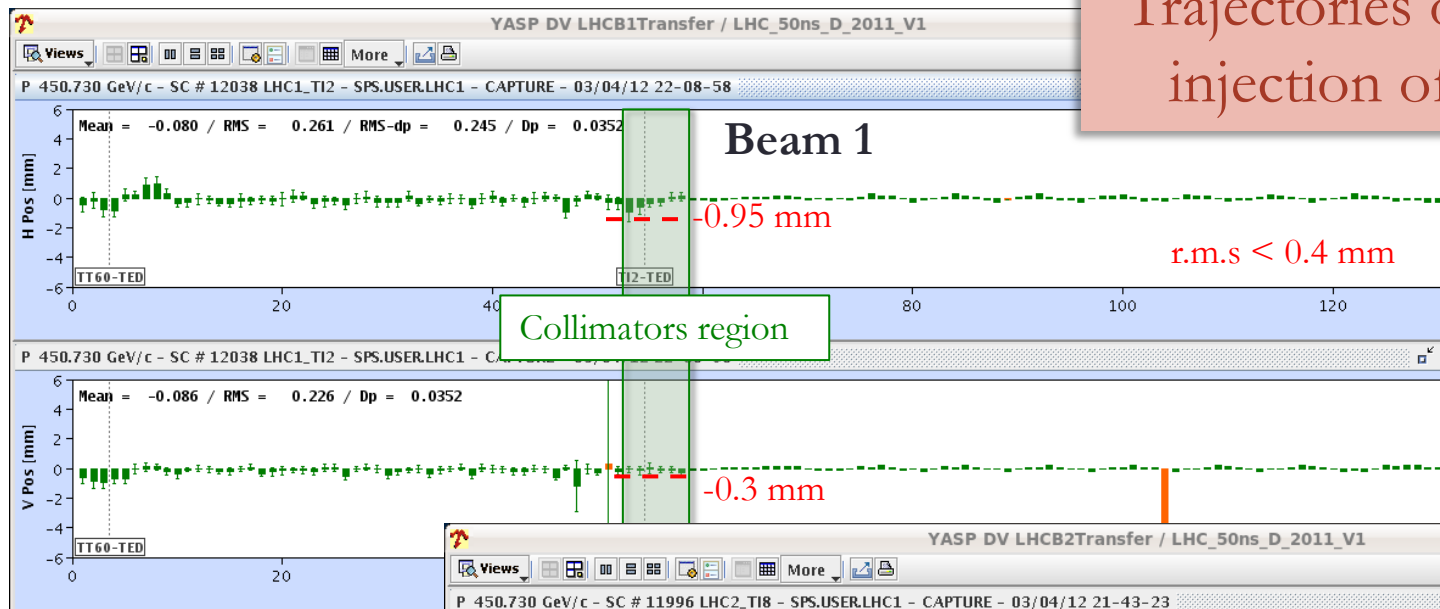 YASP DV LHCB1Transfer / LHC_50ns_D_2011_V1
Trajectories
injection of
Views
More
P 450.730 GeV/c - SC # 12038 LHC1_TI2 - SPS.USER.LHC1 - CAPTURE - 03/04/12 22-08-58
Mean = -0.080 / RMS = 0.261 / RMS-dp = 0.245 / Dp = 0.0352
Beam 1
H Pos [mm]
6
4
2
0
-2
-4
-6
-0.95 mm
r.m.s < 0.4 mm
TT60-TED
TI2-TED
0 20 40 80 100 120
Collimators region
P 450.730 GeV/c - SC # 12038 LHC1_TI2 - SPS.USER.LHC1 -
Mean = -0.086 / RMS = 0.226 / Dp = 0.0352
V Pos [mm]
6
4
2
0
-2
-4
-6
-0.3 mm
TT60-TED
0 20
YASP DV LHCB2Transfer / LHC_50ns_D_2011_V1
Views
More
P 450.730 GeV/c - SC # 11996 LHC2_TI8 - SPS.USER.LHC1 - CAPTURE - 03/04/12 21-43-23